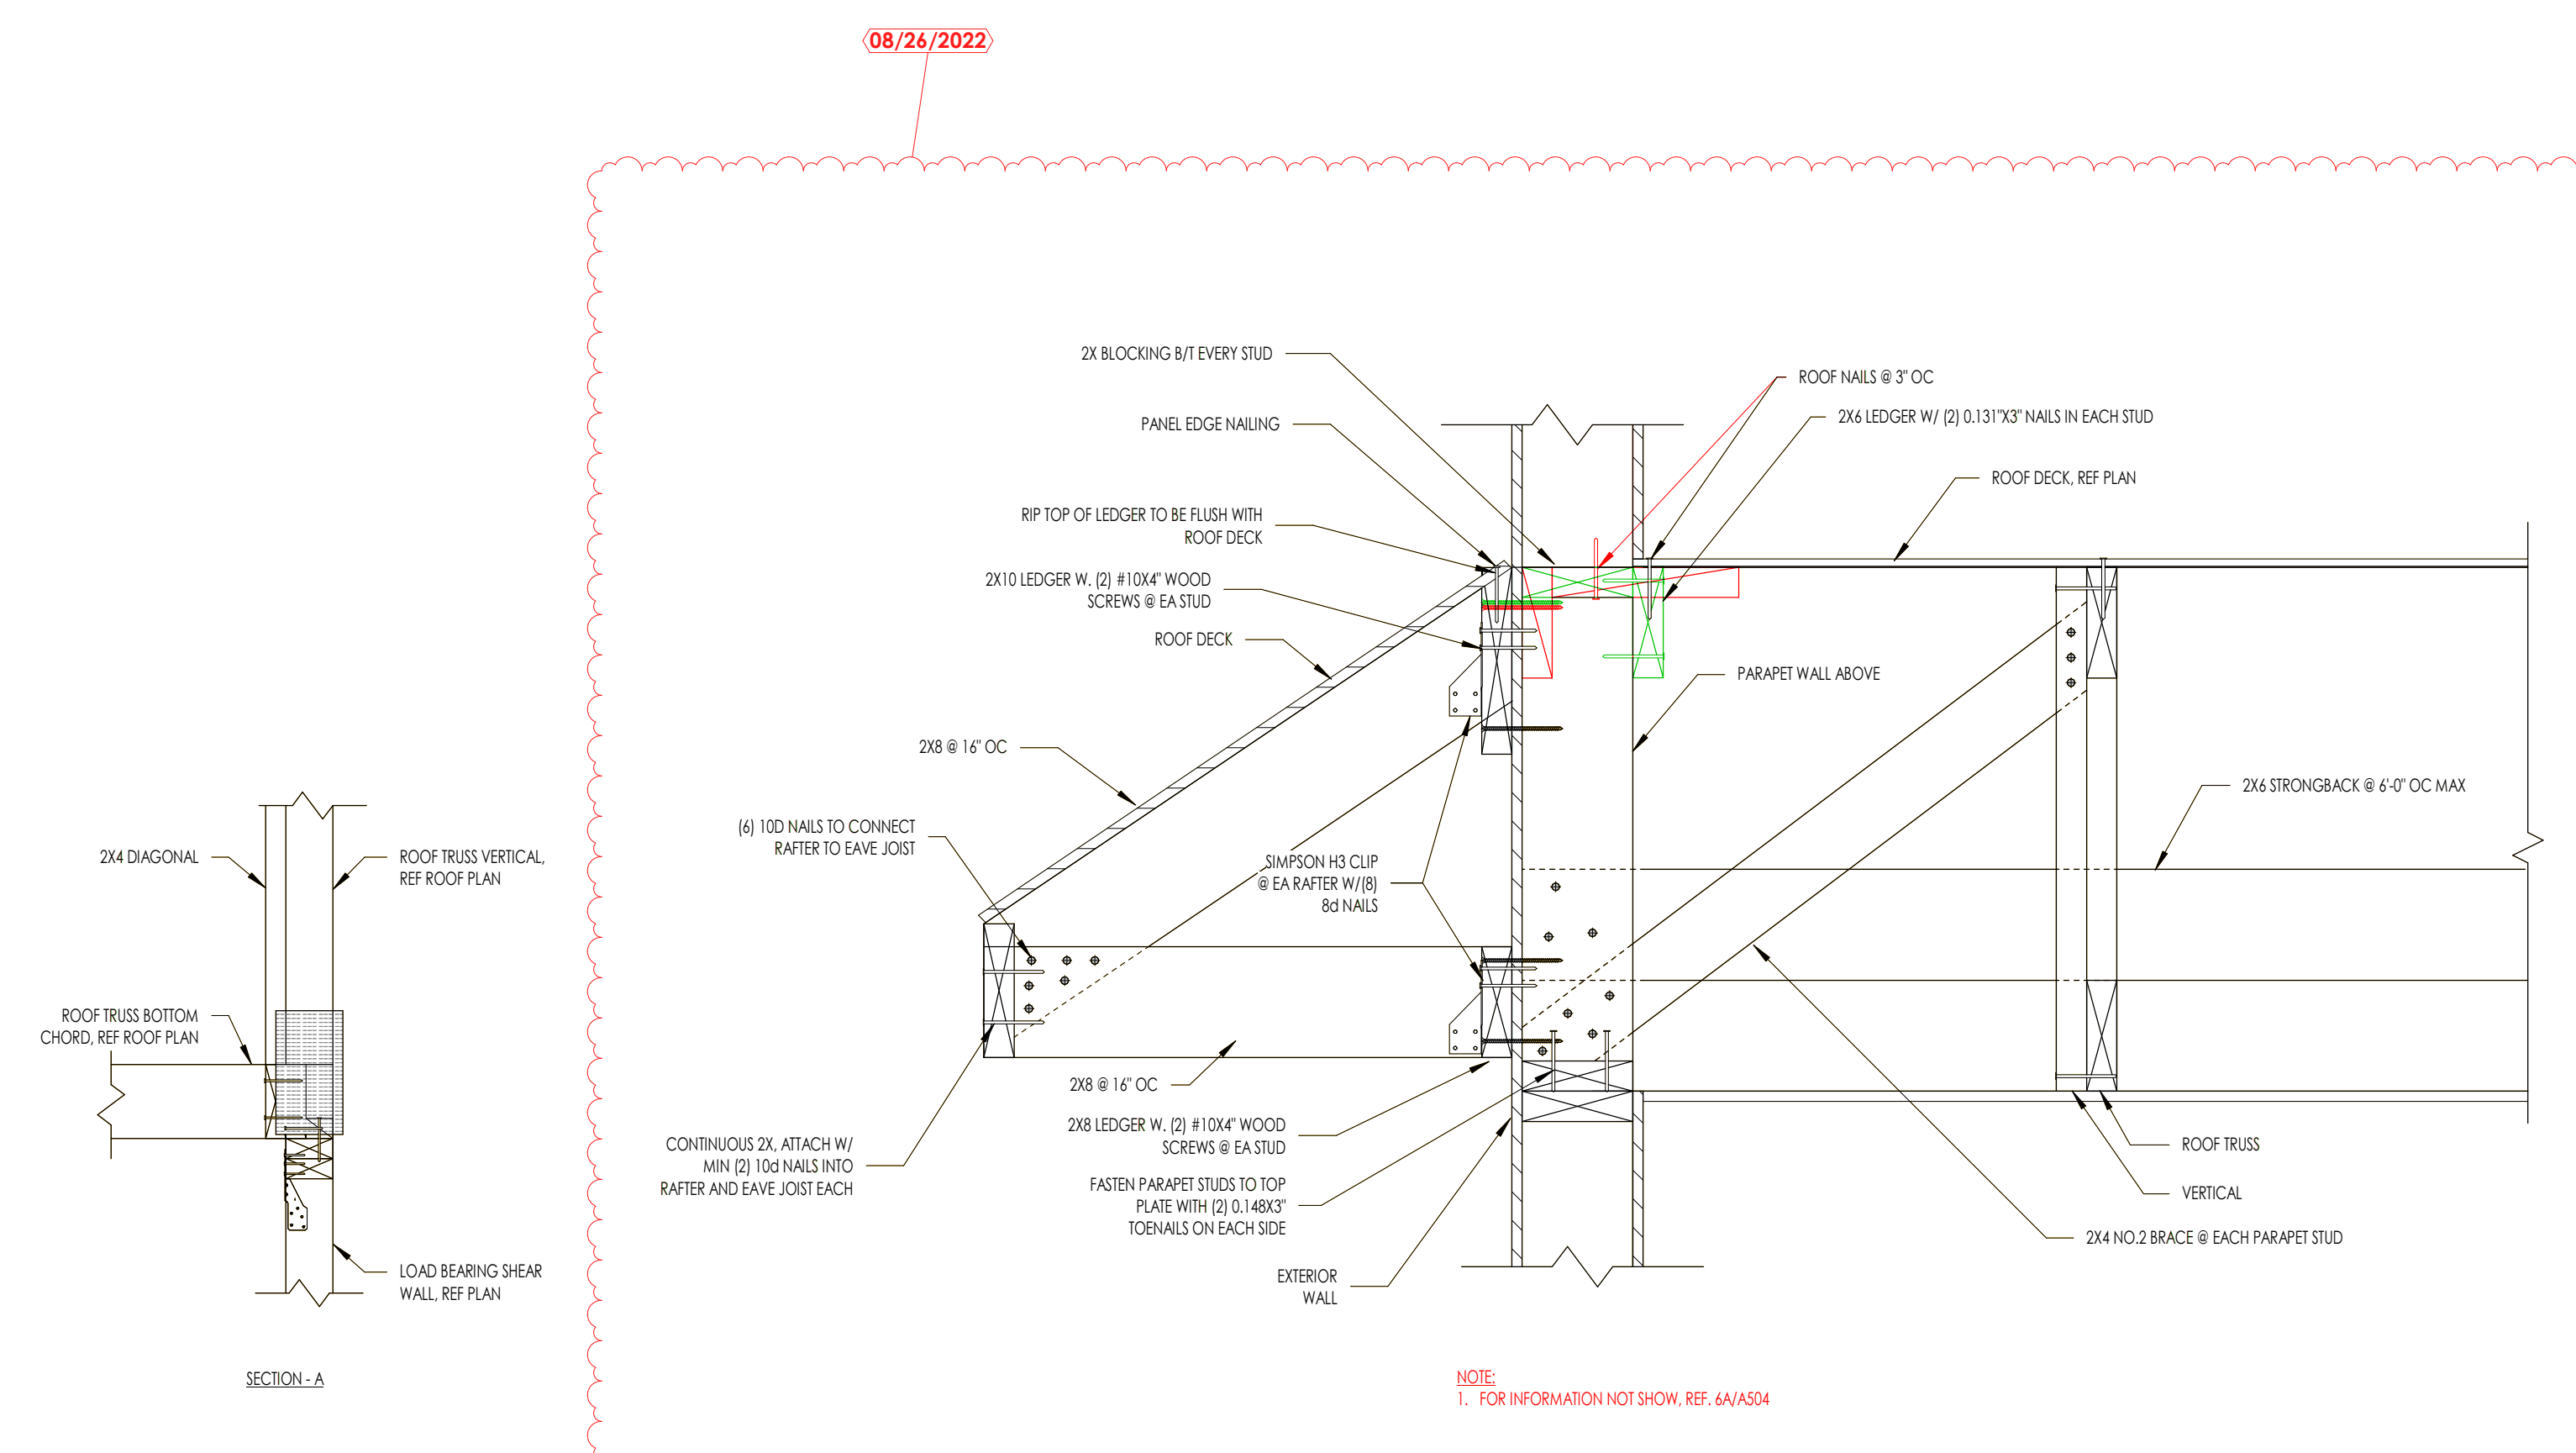 08/26/2022
2X BLOCKING B/T EVERY STUD
PANEL EDGE NAILING
RIP TOP OF LEDGER TO BE FLUSH WITH
ROOF DECK
2X10 LEDGER W. (2) #10X4" WOOD
SCREWS @ EA STUD
ROOF DECK
2X8 @ 16" OC
(6) 10D NAILS TO CONNECT
RAFTER TO EAVE JOIST
SIMPSON H3 CLIP
@ EA RAFTER W/(8)
8d NAILS
ROOF NAILS @ 3" OC
2X6 LEDGER W/ (2) 0.131"X3" NAILS IN EACH STUD
ROOF DECK, REF PLAN
PARAPET WALL ABOVE
2X6 STRONGBACK @ 6'-0" OC MAX
2X4 DIAGONAL
ROOF TRUSS VERTICAL,
REF ROOF PLAN
ROOF TRUSS BOTTOM
CHORD, REF ROOF PLAN
LOAD BEARING SHEAR
WALL, REF PLAN
SECTION - A
2X8 @ 16" OC
2X8 LEDGER W. (2) #10X4" WOOD
SCREWS @ EA STUD
CONTINUOUS 2X, ATTACH W/
MIN (2) 10d NAILS INTO
RAFTER AND EAVE JOIST EACH
FASTEN PARAPET STUDS TO TOP
PLATE WITH (2) 0.148X3"
TOENAILS ON EACH SIDE
EXTERIOR
WALL
ROOF TRUSS
VERTICAL
2X4 NO.2 BRACE @ EACH PARAPET STUD
NOTE:
1. FOR INFORMATION NOT SHOW, REF. 6A/A504